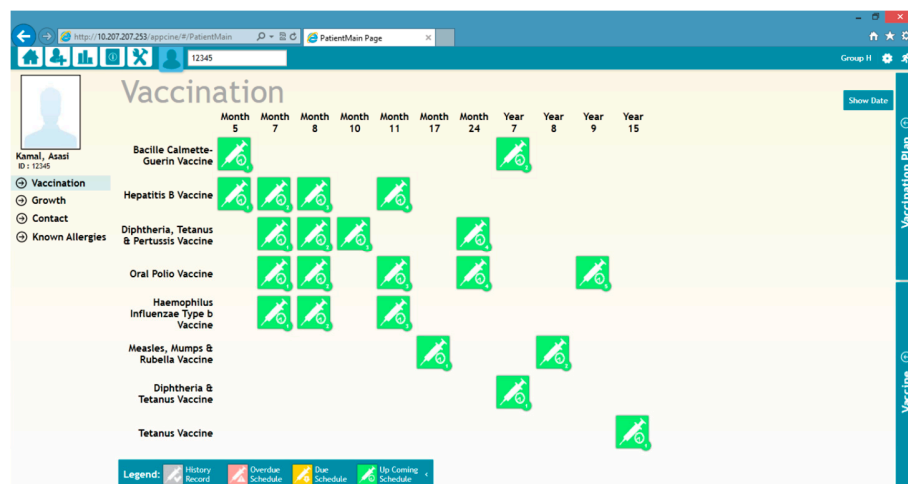 http://10.207.207.253/appcine/#/PatientMain
PatientMain Page
12345
Group H
Vaccination
Show Date
Month 5
Month 7
Month 8
Month 10
Month 11
Month 17
Month 24
Year 7
Year 8
Year 9
Year 15
Kamal, Asasi
ID : 12345
Vaccination
Growth
Contact
Known Allergies
Bacille Calmette-
Guerin Vaccine
Hepatitis B Vaccine
Diphtheria, Tetanus
& Pertussis Vaccine
Oral Polio Vaccine
Haemophilus
Influenzae Type b
Vaccine
Measles, Mumps &
Rubella Vaccine
Diphtheria &
Tetanus Vaccine
Tetanus Vaccine
Vaccination Plan
Vaccine
Legend:
History
Record
Overdue
Schedule
Due
Schedule
Up Coming
Schedule